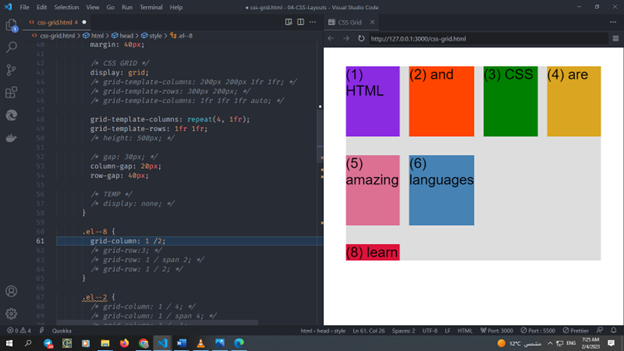 File Edit Selection View Go Run Terminal Help
css-grid.html - 04-CSS-Layouts - Visual Studio Code
css-grid.html 4
CSS Grid
css-grid.html > html > head > style > .el--8
http://127.0.0.1:3000/css-grid.html
40 margin: 40px;
41
42 /* CSS GRID */
43 display: grid;
44 /* grid-template-columns: 200px 200px 1fr 1fr; */
45 /* grid-template-rows: 300px 200px; */
46 /* grid-template-columns: 1fr 1fr 1fr auto; */
47
48 grid-template-columns: repeat(4, 1fr);
49 grid-template-rows: 1fr 1fr;
50 /* height: 500px; */
51
52 /* gap: 30px; */
53 column-gap: 20px;
54 row-gap: 40px;
55
56 /* TEMP */
57 /* display: none; */
58 }
59
60 .el--8 {
61 grid-column: 1 /2;
62 /* grid-row:3; */
63 /* grid-row: 1 / span 2; */
64 /* grid-row: 1 / 2; */
65 }
66
67 .el--2 {
68 /* grid-column: 1 / 4; */
69 /* grid-column: 1 / span 4; */
(1) HTML
(2) and
(3) CSS
(4) are
(5) amazing
(6) languages
(8) learn
0 4 Quokka
html > head > style
Ln 61, Col 26 Spaces: 2 UTF-8 LF HTML Port: 3000 Port : 5500 Prettier
12°C مشمس ENG
7:25 AM
2/4/2023